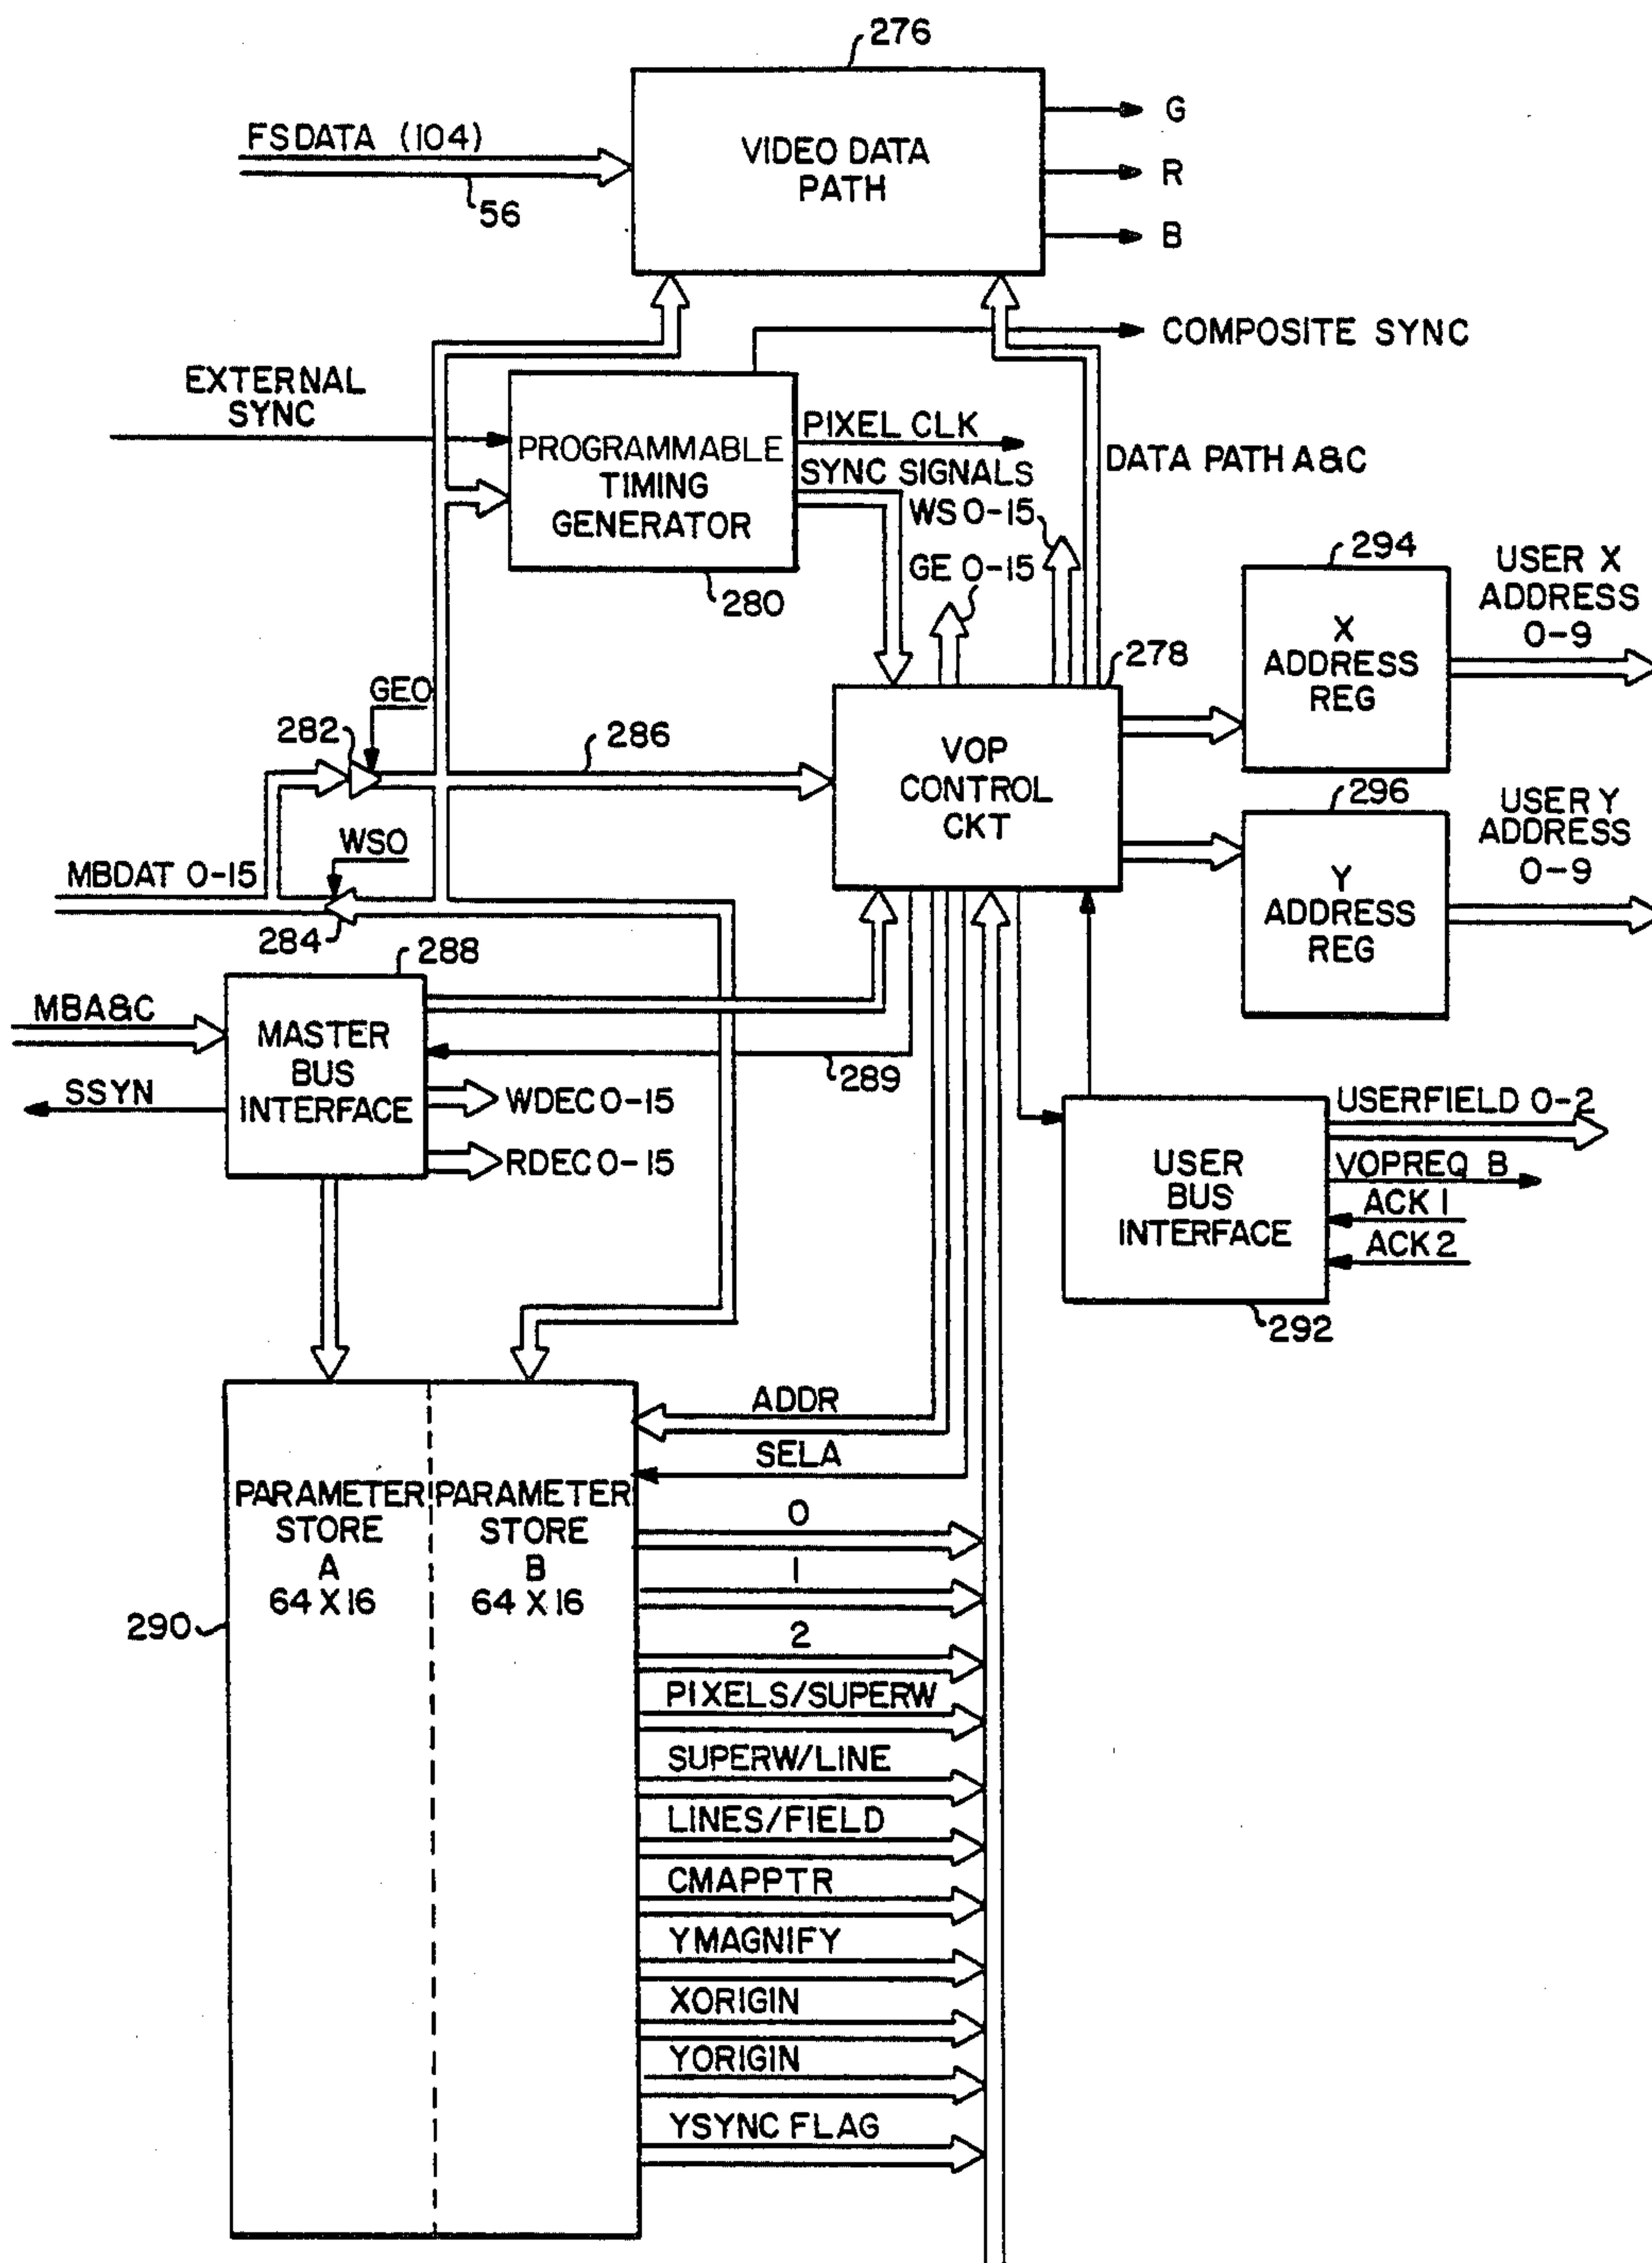 276
G
FSDATA (104)
VIDEO DATA
PATH
R
56
B
COMPOSITE SYNC
EXTERNAL
SYNC
PIXEL CLK
PROGRAMMABLE
TIMING
GENERATOR
SYNC SIGNALS
DATA PATH A&C
WS 0-15
GE 0-15
280
294
USER X
ADDRESS
0-9
X
ADDRESS
REG
278
GEO
282
286
VOP
CONTROL
CKT
296
USER Y
ADDRESS
0-9
WSO
MBDAT 0-15
Y
ADDRESS
REG
284
288
MBA&C
MASTER
BUS
INTERFACE
289
SSYN
WDEC 0-15
RDEC 0-15
USERFIELD 0-2
USER
BUS
INTERFACE
VOPREQ B
ACK 1
ACK 2
292
ADDR
SELA
PARAMETER
STORE
A
64 X 16
PARAMETER
STORE
B
64 X 16
290
0
1
2
PIXELS/SUPERW
SUPERW/LINE
LINES/FIELD
CMAPPTR
YMAGNIFY
XORIGIN
YORIGIN
YSYNC FLAG